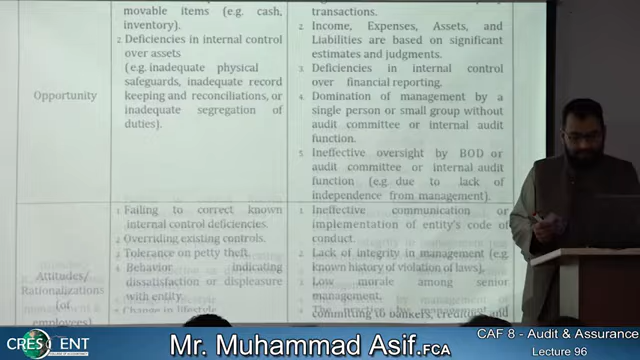 movable items (e.g. cash,
inventory).
2. Deficiencies in internal control
over assets
(e.g. inadequate physical
safeguards, inadequate record
keeping and reconciliations, or
inadequate segregation of
duties).
Opportunity
transactions.
2. Income, Expenses, Assets, and
Liabilities are based on significant
estimates and judgments.
3. Deficiencies in internal control
over financial reporting.
4. Domination of management by a
single person or small group without
audit committee or internal audit
function.
5. Ineffective oversight by BOD or
audit committee or internal audit
function (e.g. due to lack of
independence from management).
Attitudes/
Rationalizations
(of
employees)
1. Failing to correct known
internal control deficiencies.
2. Overriding existing controls.
3. Tolerance on petty theft.
4. Behavior indicating
dissatisfaction or displeasure
with entity.
Change in lifestyle
1. Ineffective communication or
implementation of entity's code of
conduct.
2. Lack of integrity in management (e.g.
known history of violation of laws),
3. Low morale among senior
management.
committing to bankers, creditors and
CRESCENT
COLLEGE OF ACCOUNTANCY
Mr. Muhammad Asif.FCA
CAF 8 - Audit & Assurance
Lecture 96